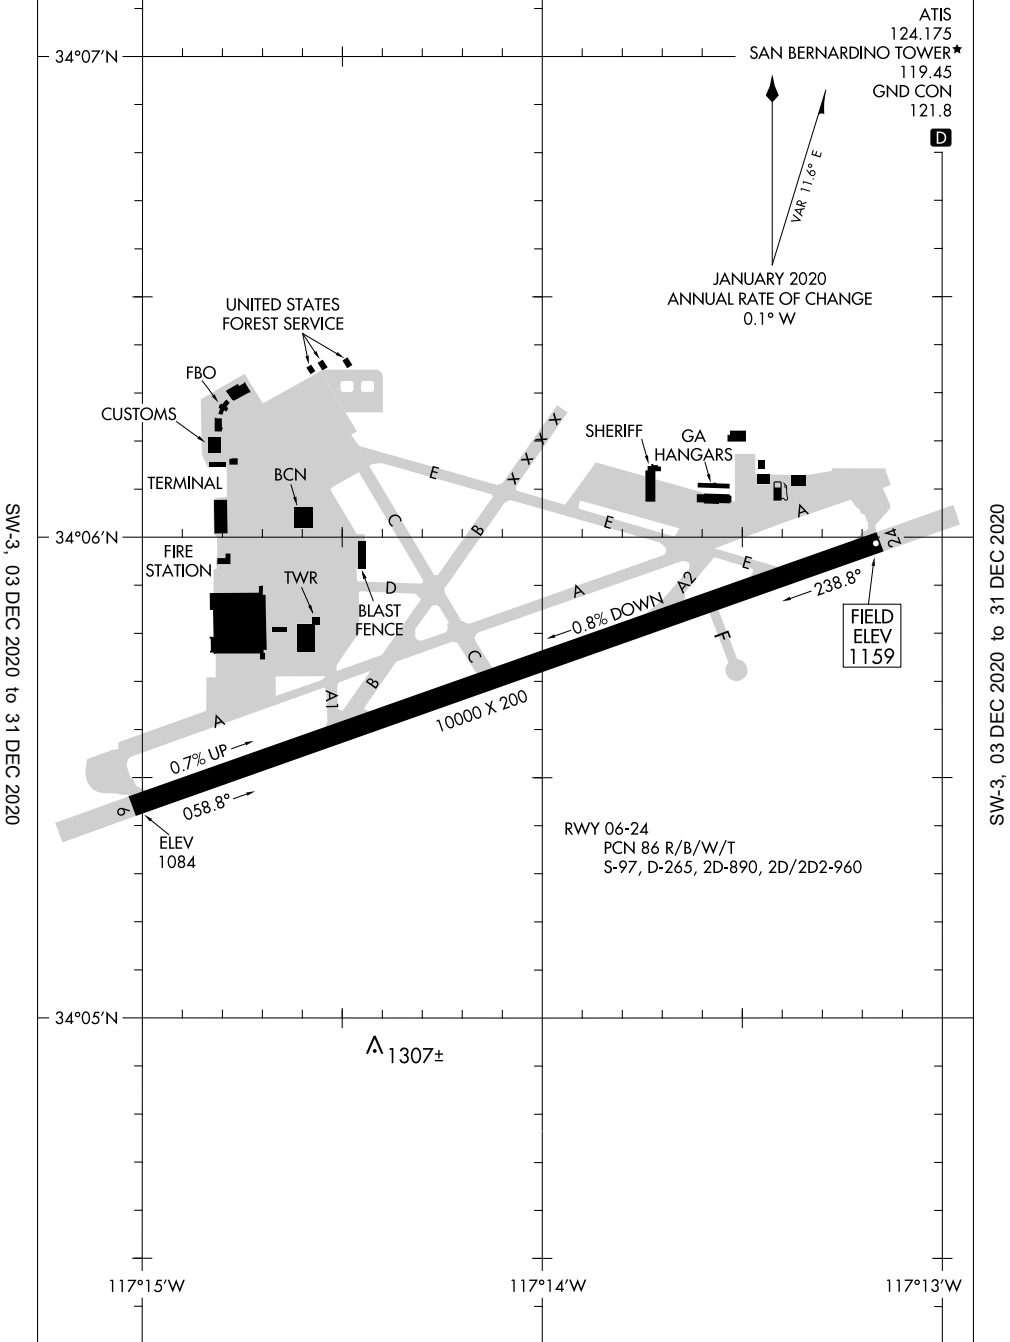 ATIS
124.175
SAN BERNARDINO TOWER★
119.45
GND CON
121.8
D
34°07'N
VAR 11.6° E
JANUARY 2020
ANNUAL RATE OF CHANGE
0.1° W
UNITED STATES
FOREST SERVICE
FBO
CUSTOMS
TERMINAL
BCN
SHERIFF
GA
HANGARS
E
C
B
X
X
X
X
E
A
34°06'N
24
FIRE
STATION
TWR
D
BLAST
FENCE
A
A2
E
238.8°
0.8% DOWN
FIELD
ELEV
1159
F
C
B
A1
A
10000 X 200
0.7% UP
058.8°
6
ELEV
1084
RWY 06-24
PCN 86 R/B/W/T
S-97, D-265, 2D-890, 2D/2D2-960
34°05'N
1307±
117°15'W
117°14'W
117°13'W
SW-3, 03 DEC 2020 to 31 DEC 2020
SW-3, 03 DEC 2020 to 31 DEC 2020